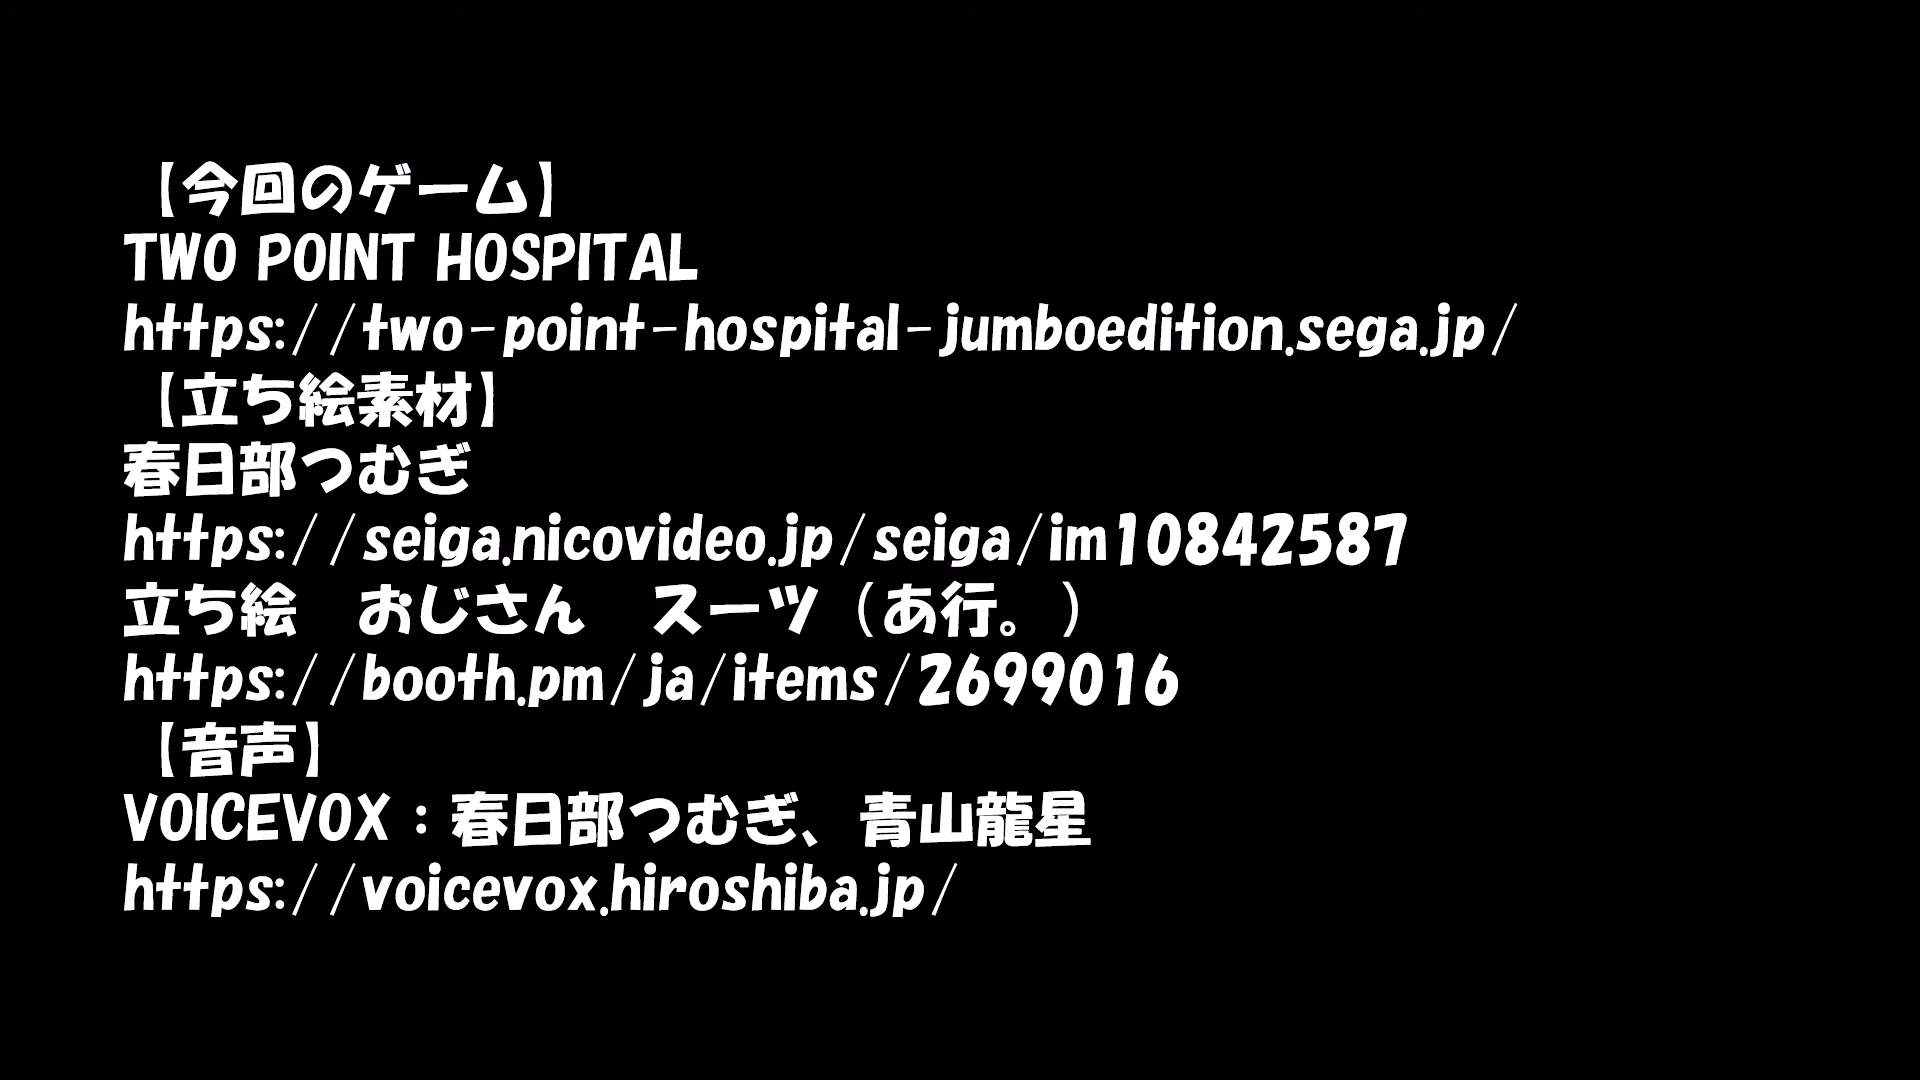 【今回のゲーム】
TWO POINT HOSPITAL
https://two-point-hospital-jumboedition.sega.jp/
【立ち絵素材】
春日部つむぎ
https://seiga.nicovideo.jp/seiga/im10842587
立ち絵　おじさん　スーツ（あ行。）
https://booth.pm/ja/items/2699016
【音声】
VOICEVOX：春日部つむぎ、青山龍星
https://voicevox.hiroshiba.jp/